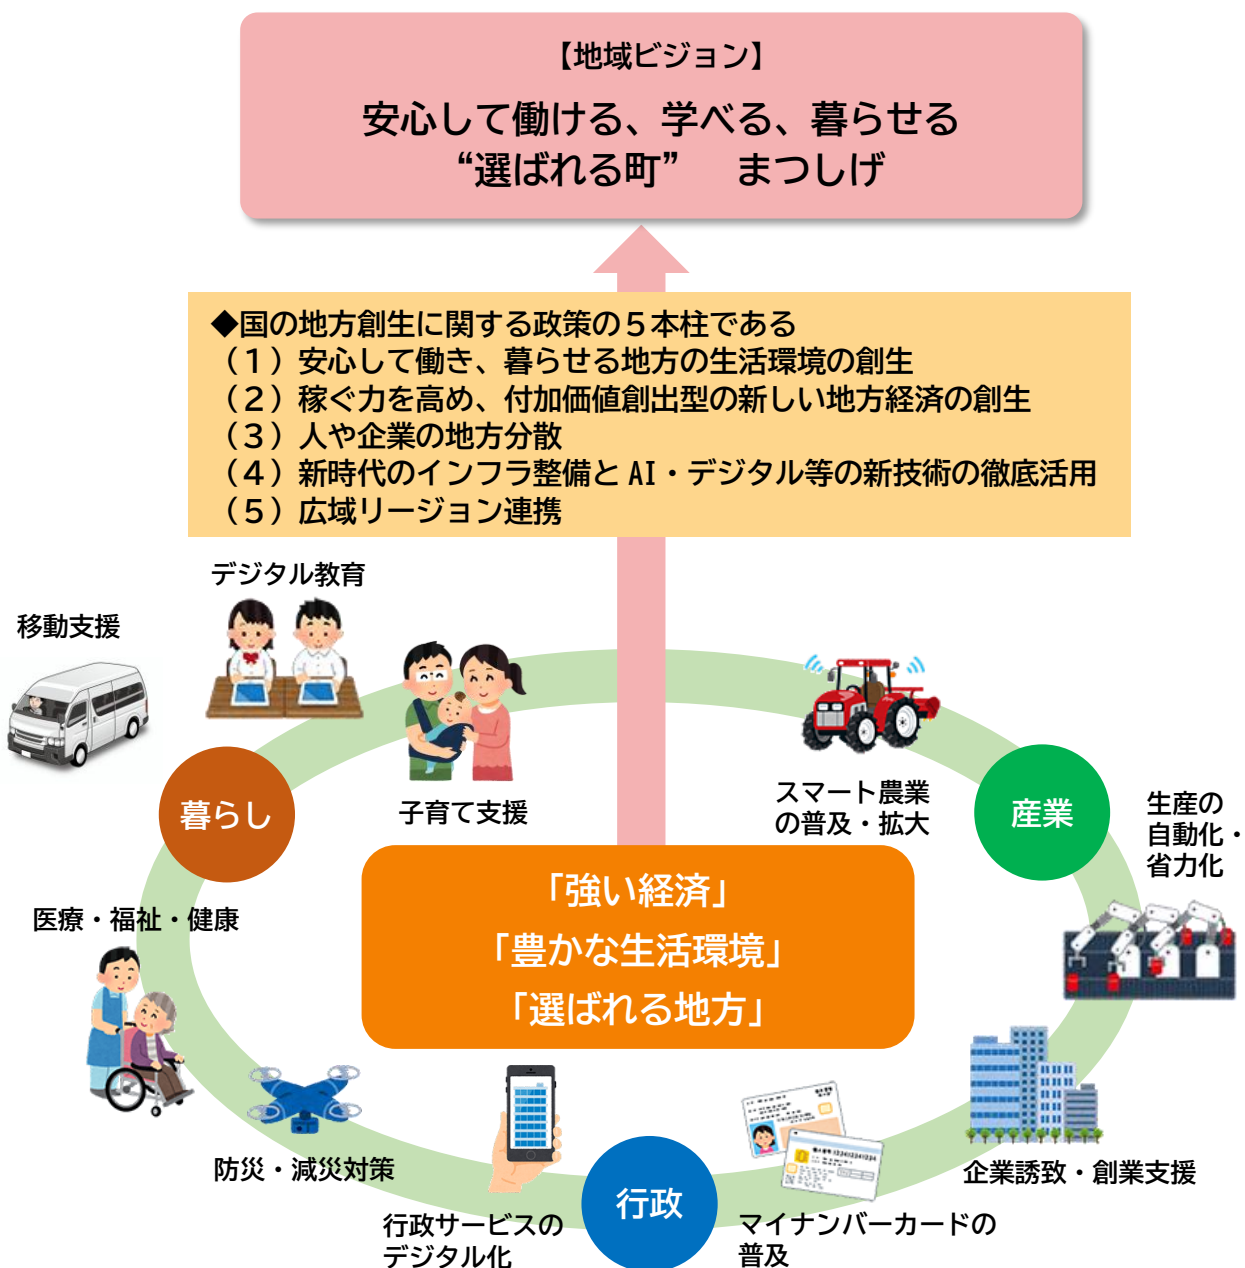 【地域ビジョン】
安心して働ける、学べる、暮らせる
“選ばれる町”　まつしげ
◆国の地方創生に関する政策の５本柱である
（１）安心して働き、暮らせる地方の生活環境の創生
（２）稼ぐ力を高め、付加価値創出型の新しい地方経済の創生
（３）人や企業の地方分散
（４）新時代のインフラ整備と AI・デジタル等の新技術の徹底活用
（５）広域リージョン連携
デジタル教育
移動支援
子育て支援
暮らし
スマート農業
の普及・拡大
産業
生産の
自動化・
省力化
医療・福祉・健康
「強い経済」
「豊かな生活環境」
「選ばれる地方」
防災・減災対策
企業誘致・創業支援
行政サービスの
デジタル化
行政
マイナンバーカードの
普及